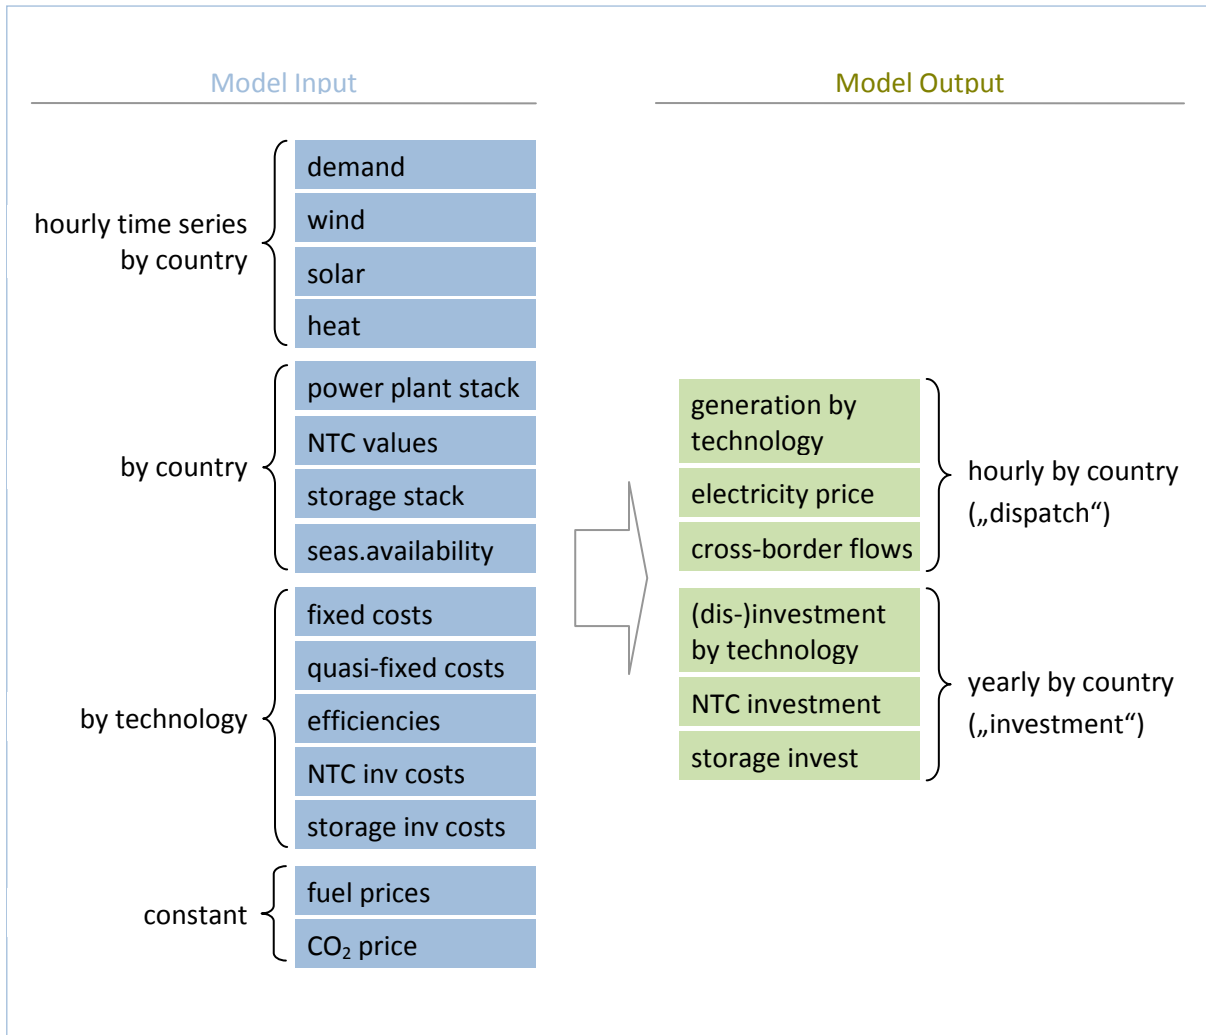 Model Input
hourly time series
by country
demand
wind
solar
heat
by country
power plant stack
NTC values
storage stack
seas.availability
by technology
fixed costs
quasi-fixed costs
efficiencies
NTC inv costs
storage inv costs
constant
fuel prices
CO₂ price
Model Output
generation by
technology
electricity price
cross-border flows
hourly by country
(„dispatch“)
(dis-)investment
by technology
NTC investment
storage invest
yearly by country
(„investment“)